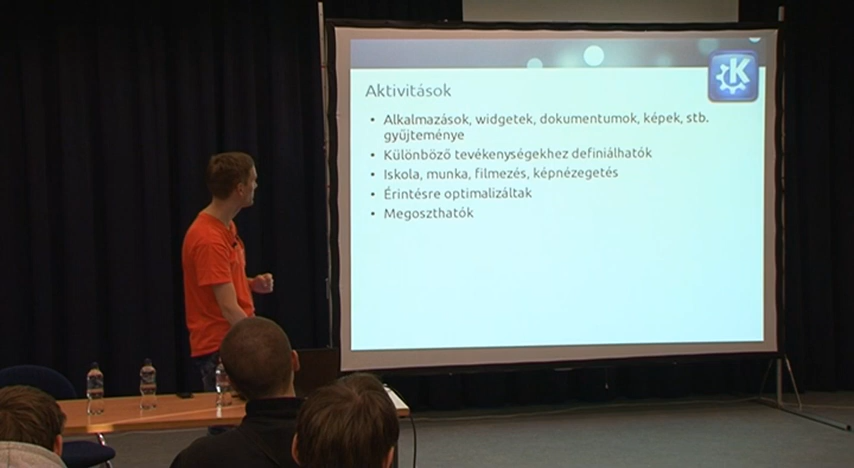 K
Aktivitások
• Alkalmazások, widgetek, dokumentumok, képek, stb.
gyűjteménye
• Különböző tevékenységekhez definiálhatók
• Iskola, munka, filmezés, képnézegetés
• Érintésre optimalizáltak
• Megoszthatók